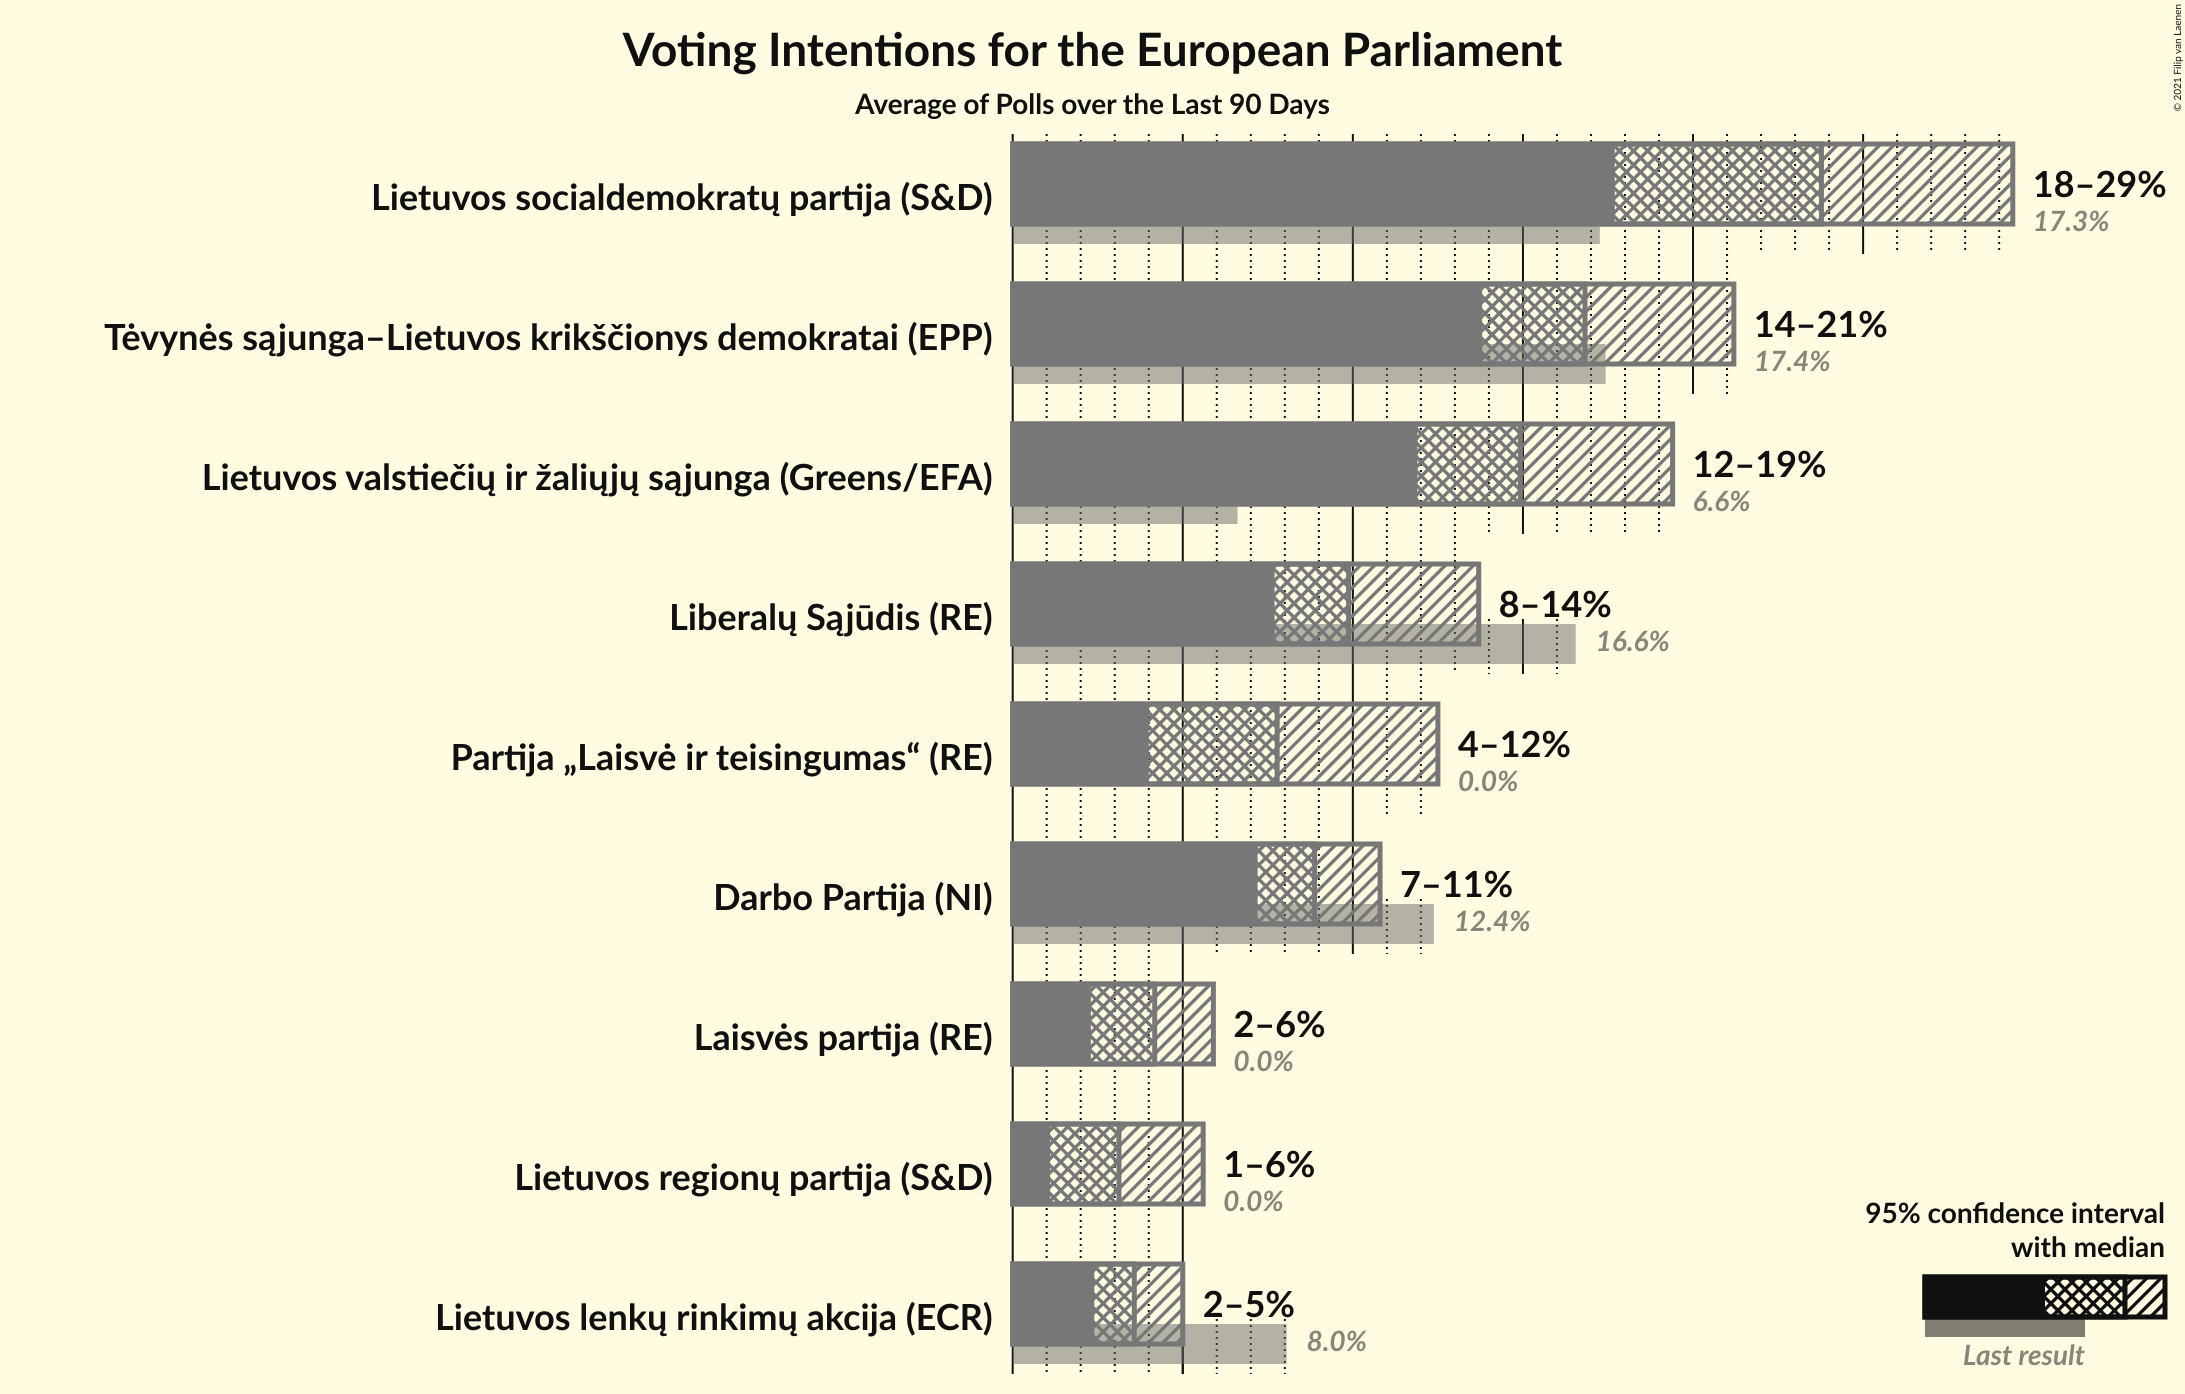 Voting Intentions for the European Parliament
Average of Polls over the Last 90 Days
© 2021 Filip van Laenen
Lietuvos socialdemokratų partija (S&D)
18–29%
17.3%
Tėvynės sąjunga–Lietuvos krikščionys demokratai (EPP)
14–21%
17.4%
Lietuvos valstiečių ir žaliųjų sąjunga (Greens/EFA)
12–19%
6.6%
Liberalų Sąjūdis (RE)
8–14%
16.6%
Partija „Laisvė ir teisingumas“ (RE)
4–12%
0.0%
Darbo Partija (NI)
7–11%
12.4%
Laisvės partija (RE)
2–6%
0.0%
Lietuvos regionų partija (S&D)
1–6%
0.0%
Lietuvos lenkų rinkimų akcija (ECR)
2–5%
8.0%
95% confidence interval
with median
Last result